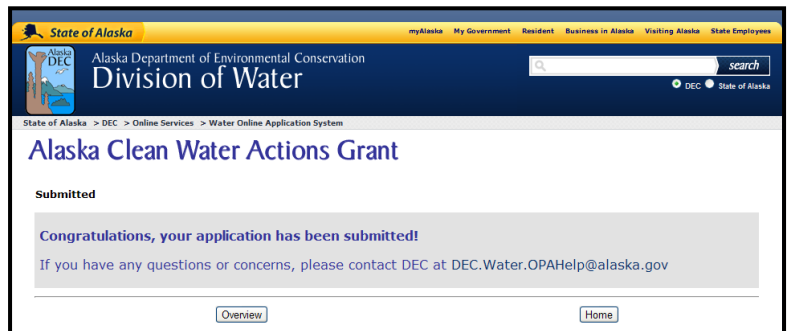 State of Alaska
myAlaska My Government Resident Business in Alaska Visiting Alaska State Employees
Alaska
DEC
Alaska Department of Environmental Conservation
Division of Water
search
DEC State of Alaska
State of Alaska > DEC > Online Services > Water Online Application System
Alaska Clean Water Actions Grant
Submitted
Congratulations, your application has been submitted!
If you have any questions or concerns, please contact DEC at DEC.Water.OPAHelp@alaska.gov
Overview Home